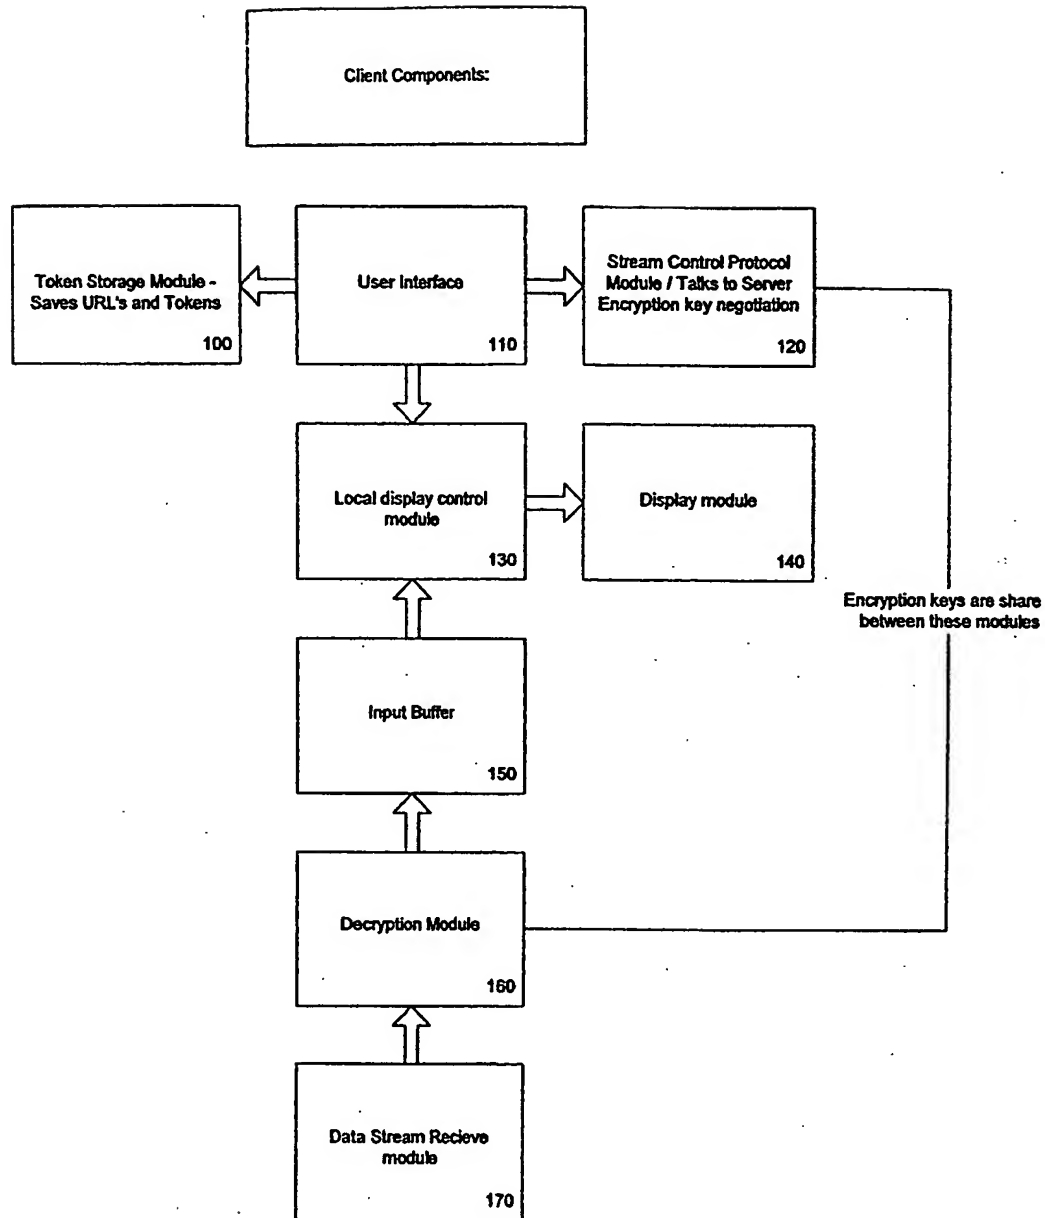 Client Components:
Token Storage Module -
Saves URL's and Tokens
100
User Interface
110
Stream Control Protocol
Module / Talks to Server
Encryption key negotiation
120
Local display control
module
130
Display module
140
Encryption keys are share
between these modules
Input Buffer
150
Decryption Module
160
Data Stream Recieve
module
170